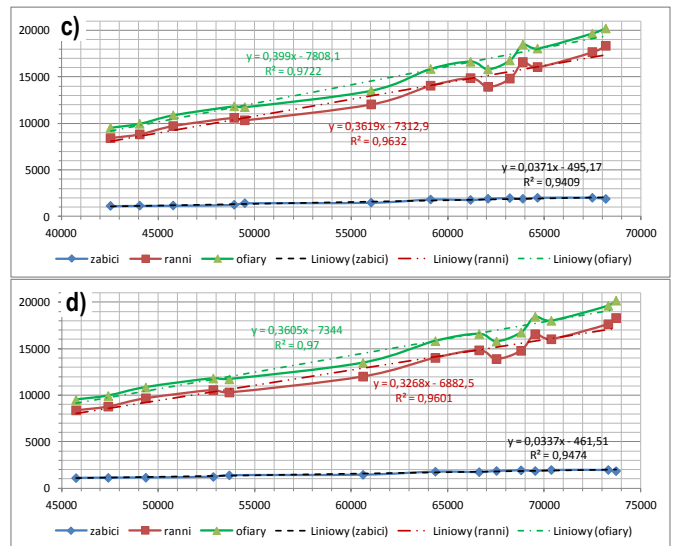 c)
20000
15000
10000
5000
0
y = 0,399x - 7808,1
R² = 0,9722
y = 0,3619x - 7312,9
R² = 0,9632
y = 0,0371x - 495,17
R² = 0,9409
40000 45000 50000 55000 60000 65000 70000
zabici ranni ofiary Liniowy (zabici) Liniowy (ranni) Liniowy (ofiary)
d)
20000
15000
10000
5000
0
y = 0,3605x - 7344
R² = 0,97
y = 0,3268x - 6882,5
R² = 0,9601
y = 0,0337x - 461,51
R² = 0,9474
45000 50000 55000 60000 65000 70000 75000
zabici ranni ofiary Liniowy (zabici) Liniowy (ranni) Liniowy (ofiary)